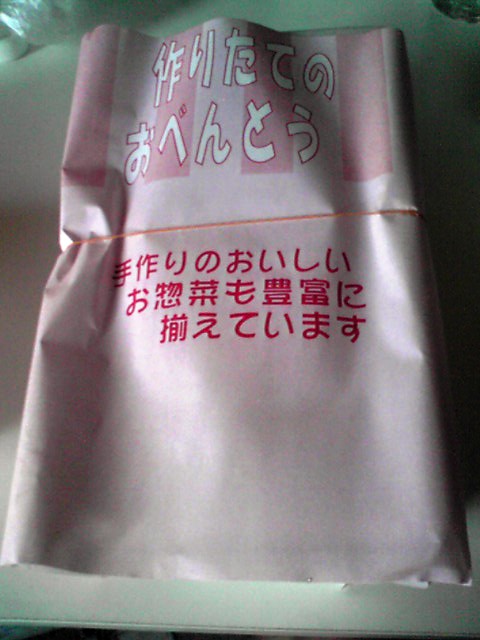 作りたての
おべんとう
手作りのおいしい
お惣菜も豊富に
揃えています